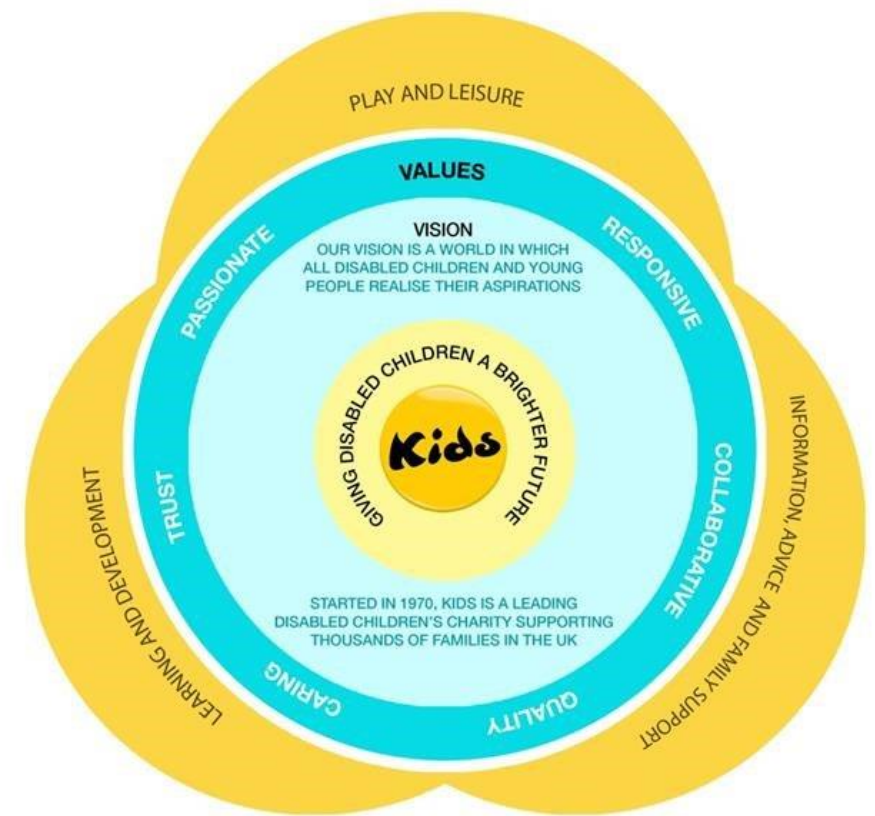 PLAY AND LEISURE
VALUES
PASSIONATE
RESPONSIVE
VISION
OUR VISION IS A WORLD IN WHICH
ALL DISABLED CHILDREN AND YOUNG
PEOPLE REALISE THEIR ASPIRATIONS
GIVING DISABLED CHILDREN A BRIGHTER FUTURE
Kids
TRUST
COLLABORATIVE
LEARNING AND DEVELOPMENT
INFORMATION, ADVICE AND FAMILY SUPPORT
STARTED IN 1970, KIDS IS A LEADING
DISABLED CHILDREN'S CHARITY SUPPORTING
THOUSANDS OF FAMILIES IN THE UK
CARING
QUALITY